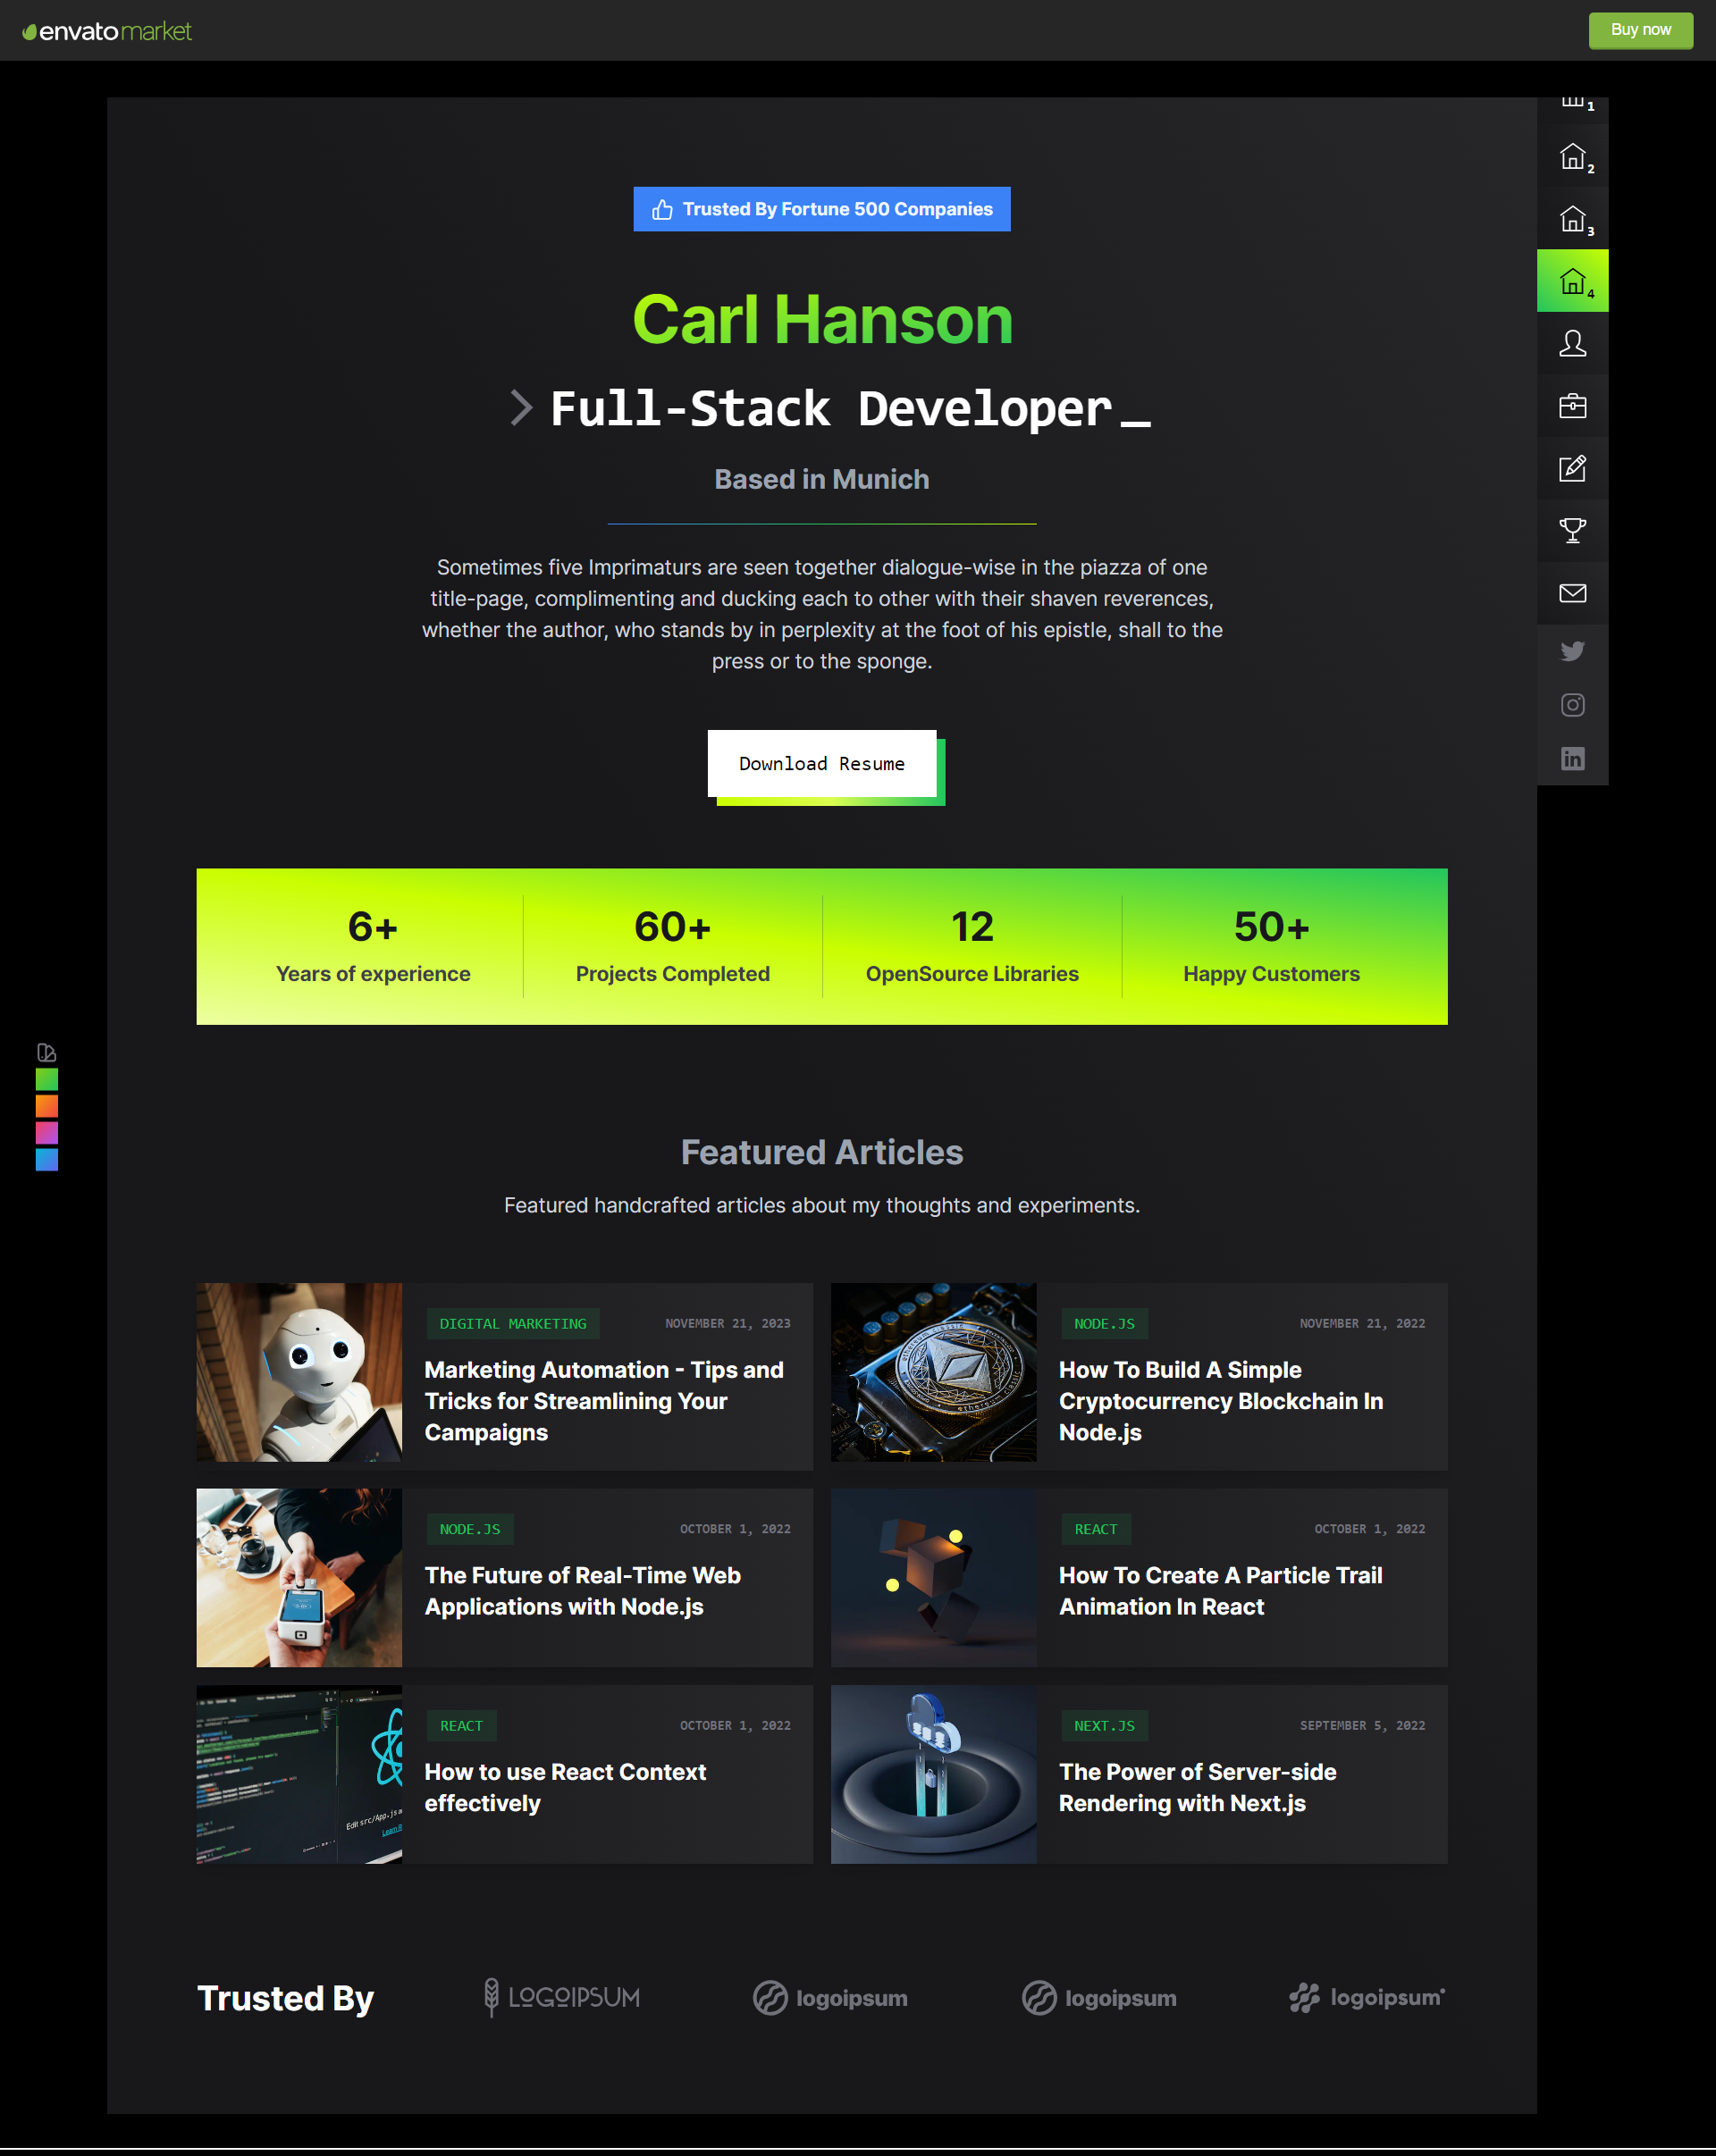 envatomarket
Buy now
1
2
3
4
Trusted By Fortune 500 Companies
Carl Hanson
> Full-Stack Developer_
Based in Munich
Sometimes five Imprimaturs are seen together dialogue-wise in the piazza of one
title-page, complimenting and ducking each to other with their shaven reverences,
whether the author, who stands by in perplexity at the foot of his epistle, shall to the
press or to the sponge.
Download Resume
6+
Years of experience
60+
Projects Completed
12
OpenSource Libraries
50+
Happy Customers
Featured Articles
Featured handcrafted articles about my thoughts and experiments.
DIGITAL MARKETING
NOVEMBER 21, 2023
Marketing Automation - Tips and
Tricks for Streamlining Your
Campaigns
NODE.JS
NOVEMBER 21, 2022
How To Build A Simple
Cryptocurrency Blockchain In
Node.js
NODE.JS
OCTOBER 1, 2022
The Future of Real-Time Web
Applications with Node.js
REACT
OCTOBER 1, 2022
How To Create A Particle Trail
Animation In React
REACT
OCTOBER 1, 2022
How to use React Context
effectively
Edit src/App.js
NEXT.JS
SEPTEMBER 5, 2022
The Power of Server-side
Rendering with Next.js
Trusted By
LOGOIPSUM
logoipsum
logoipsum
logoipsum